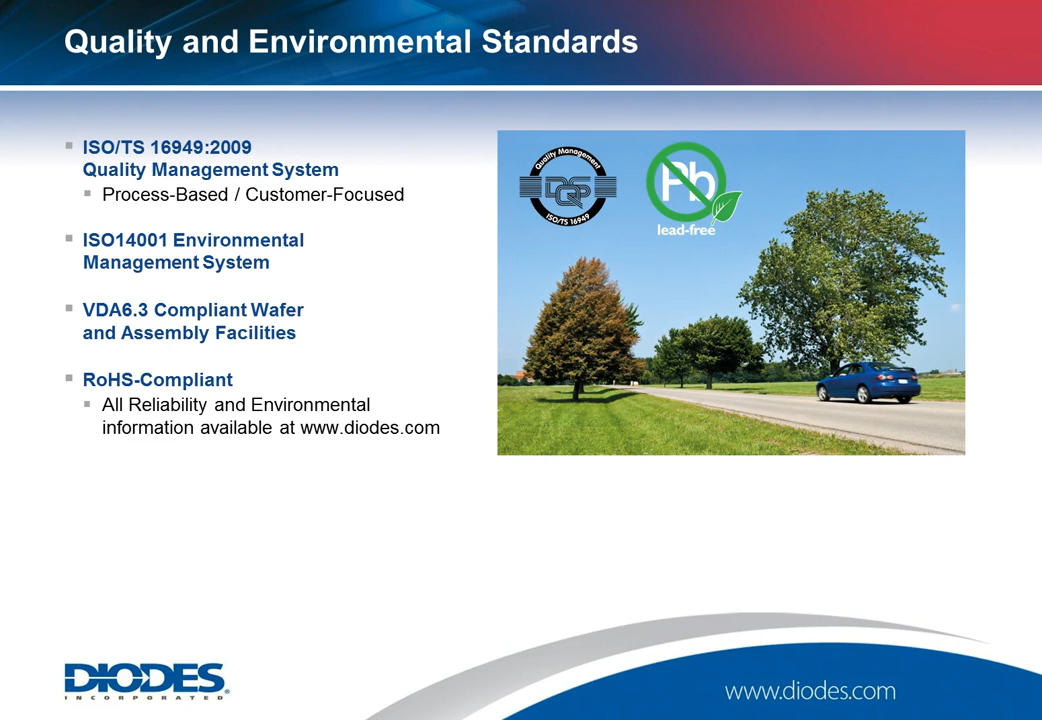 Quality and Environmental Standards
ISO/TS 16949:2009
Quality Management System
Process-Based / Customer-Focused
ISO14001 Environmental
Management System
VDA6.3 Compliant Wafer
and Assembly Facilities
RoHS-Compliant
All Reliability and Environmental
information available at www.diodes.com
Quality Management
DQS
ISO/TS 16949
Pb
lead-free
DIODES
INCORPORATED
www.diodes.com